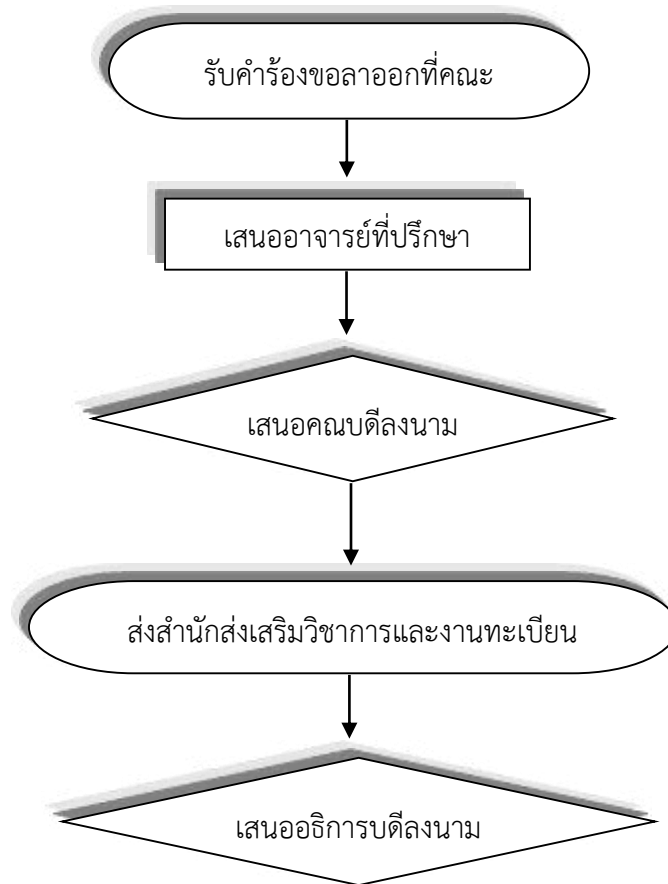 รับคำร้องขอลาออกที่คณะ
เสนออาจารย์ที่ปรึกษา
เสนอคณบดีลงนาม
ส่งสำนักส่งเสริมวิชาการและงานทะเบียน
เสนออธิการบดีลงนาม